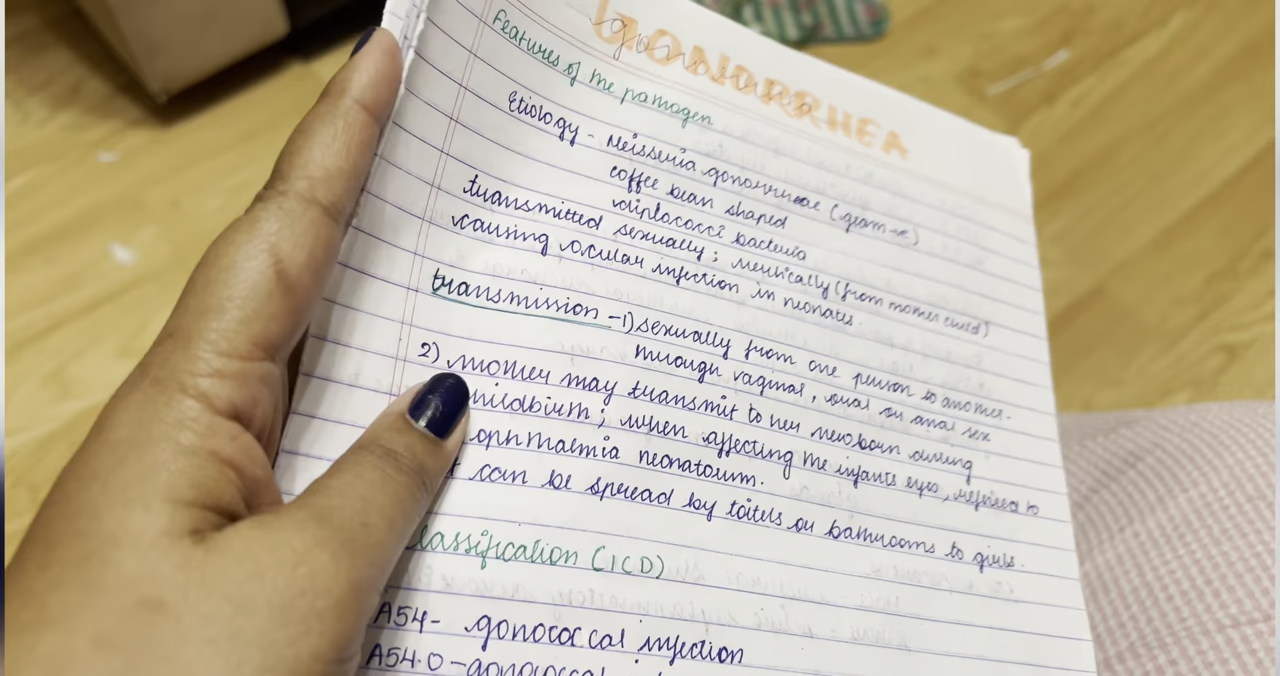 GONORRHEA
gonorrhea
Features of the pathogen
Etiology - Neisseria gonorrhoeae (gram-ve)
coffee bean shaped
diplococci bacteria
transmitted sexually; vertically (from mother child)
causing ocular infection in neonates.
transmission - 1) sexually from one person to another
through vaginal, oral or anal sex
2) mother may transmit to her newborn during
hildbirth; when affecting the infants eyes, referred to
ophthalmia neonatorum.
t can be spread by toilets or bathrooms to girls.
lassification (ICD)
A54- gonococcal infection
A54.0 - gonococcal